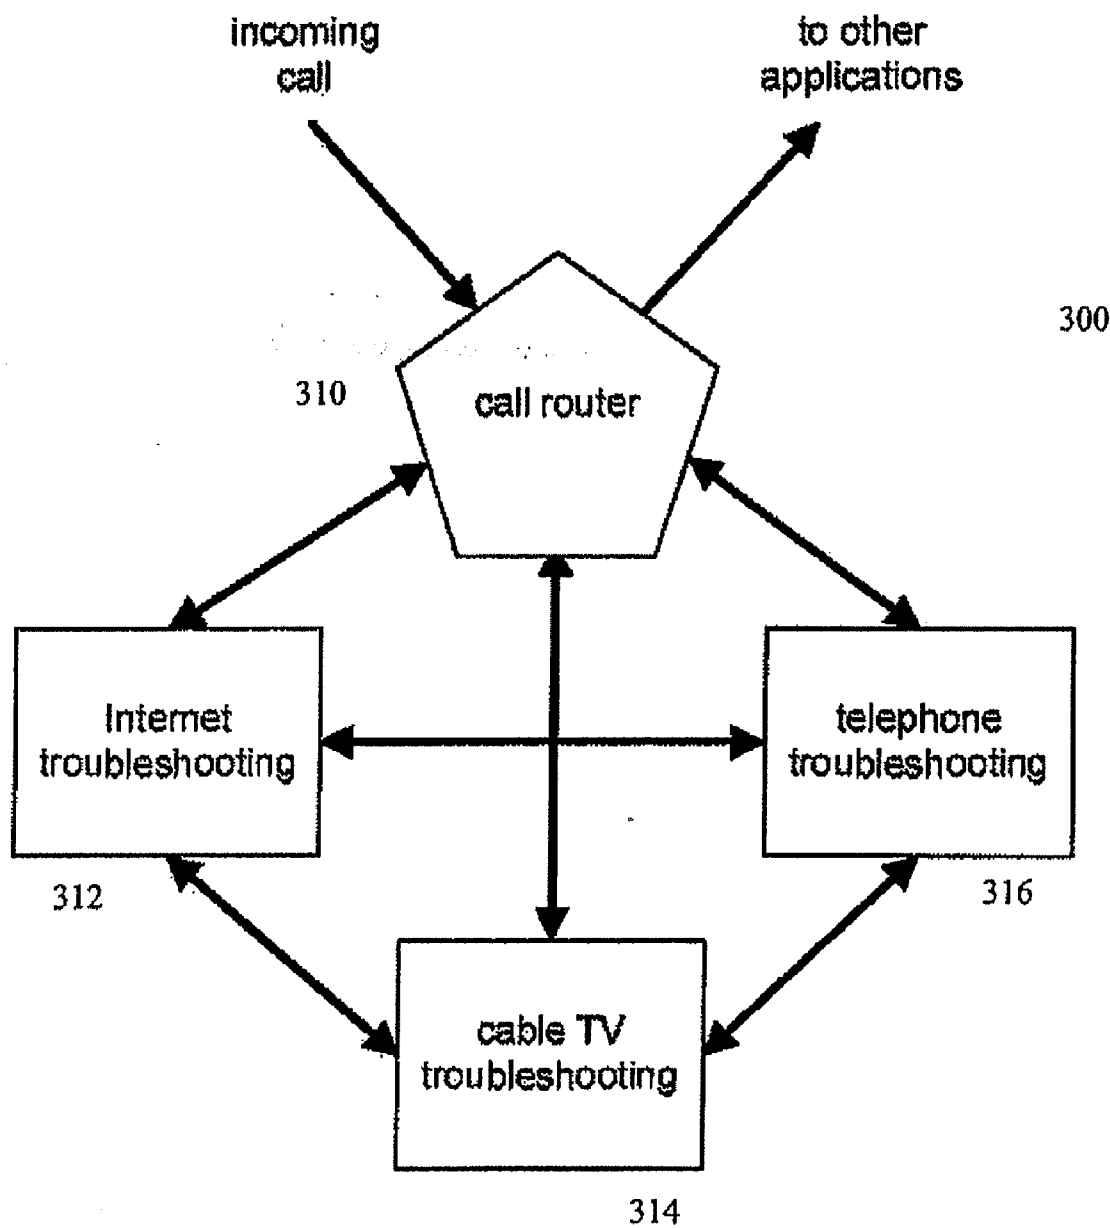 incoming
call
to other
applications
300
310
call router
Internet
troubleshooting
telephone
troubleshooting
312
316
cable TV
troubleshooting
314